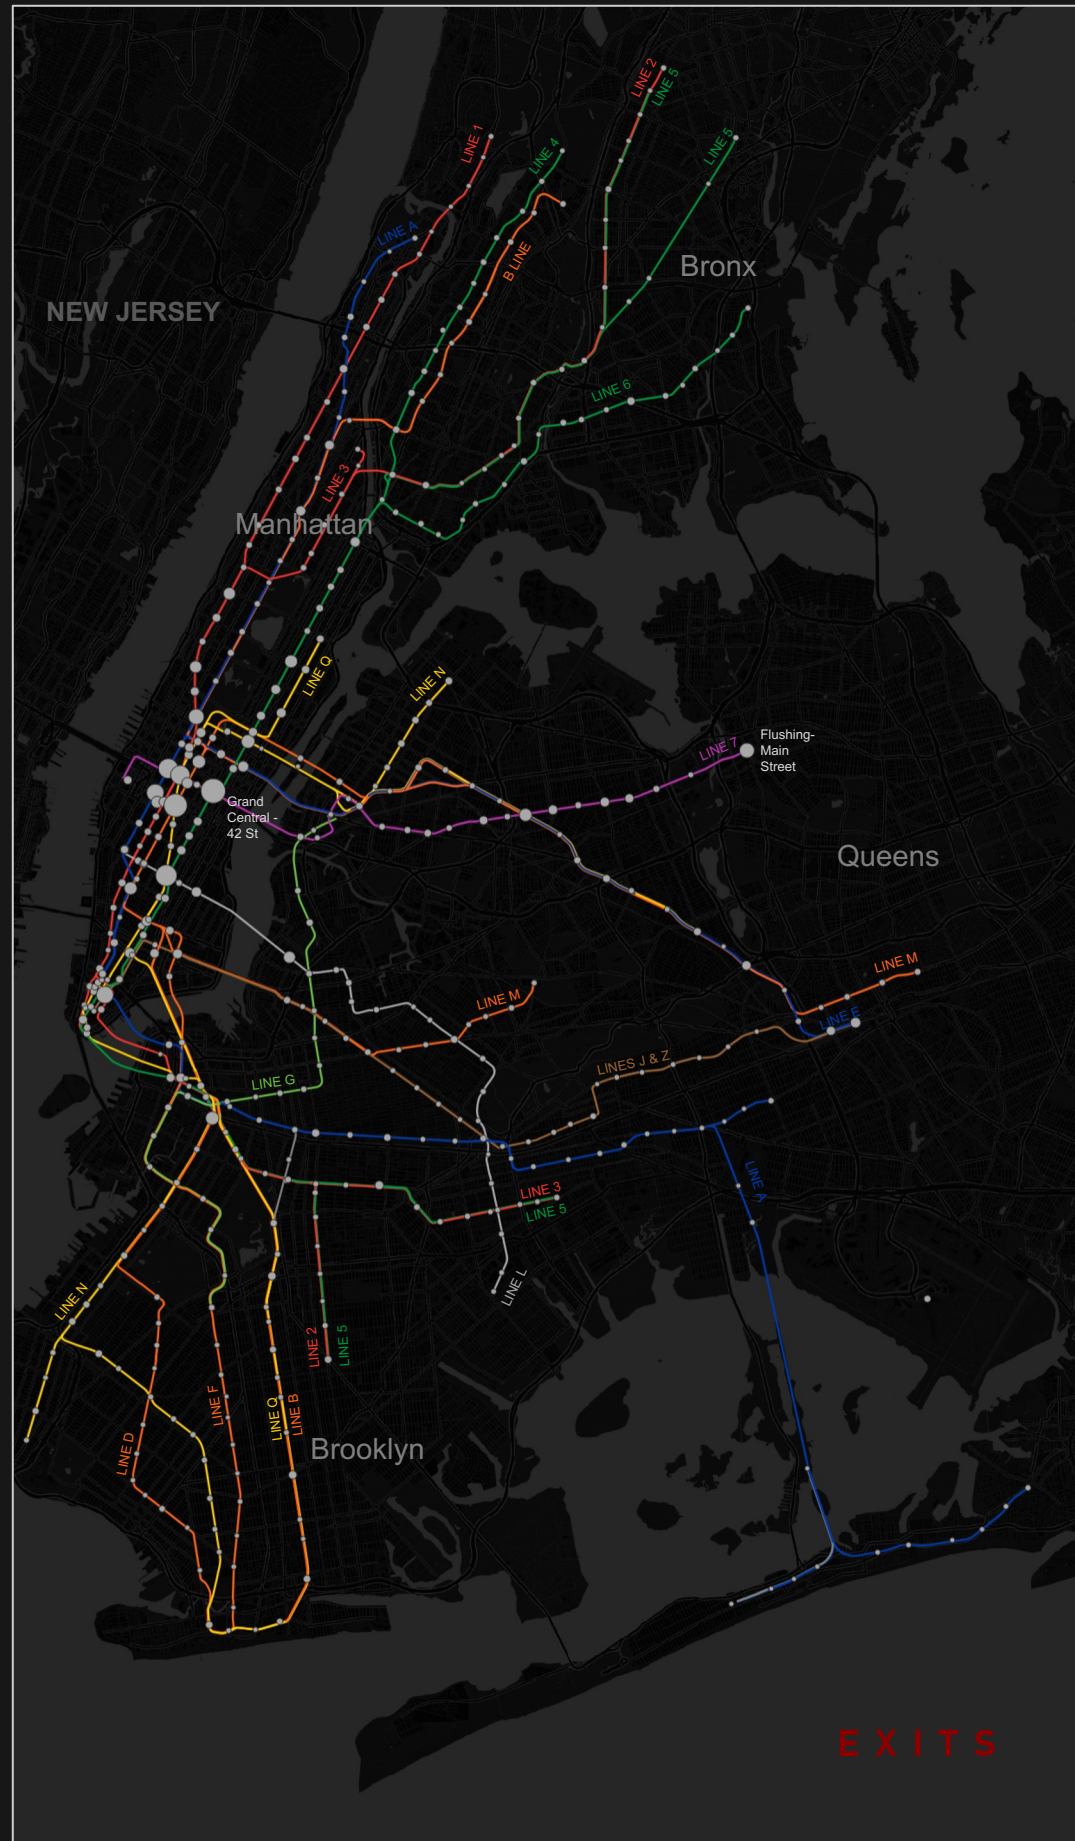 LINE 2
LINE 5
LINE 1
LINE 4
LINE 5
LINE A
B LINE
Bronx
NEW JERSEY
LINE 6
LINE 3
Manhattan
LINE Q
LINE N
LINE 7
Flushing-
Main
Street
Grand
Central -
42 St
Queens
LINE M
LINE M
LINE E
LINES J & Z
LINE G
LINE A
LINE 3
LINE 5
LINE L
LINE N
LINE 2
LINE 5
LINE F
LINE Q
LINE B
LINE D
Brooklyn
EXITS